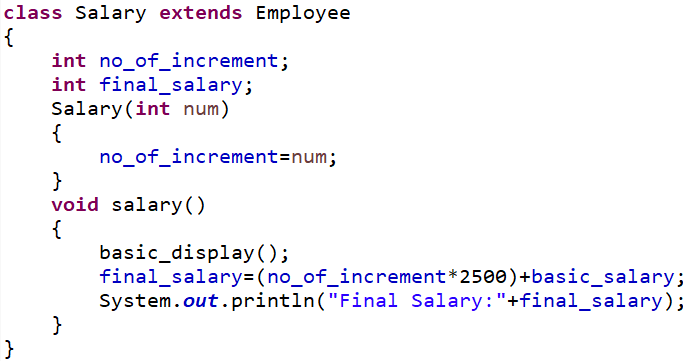 class Salary extends Employee
{
    int no_of_increment;
    int final_salary;
    Salary(int num)
    {
        no_of_increment=num;
    }
    void salary()
    {
        basic_display();
        final_salary=(no_of_increment*2500)+basic_salary;
        System.out.println("Final Salary:"+final_salary);
    }
}